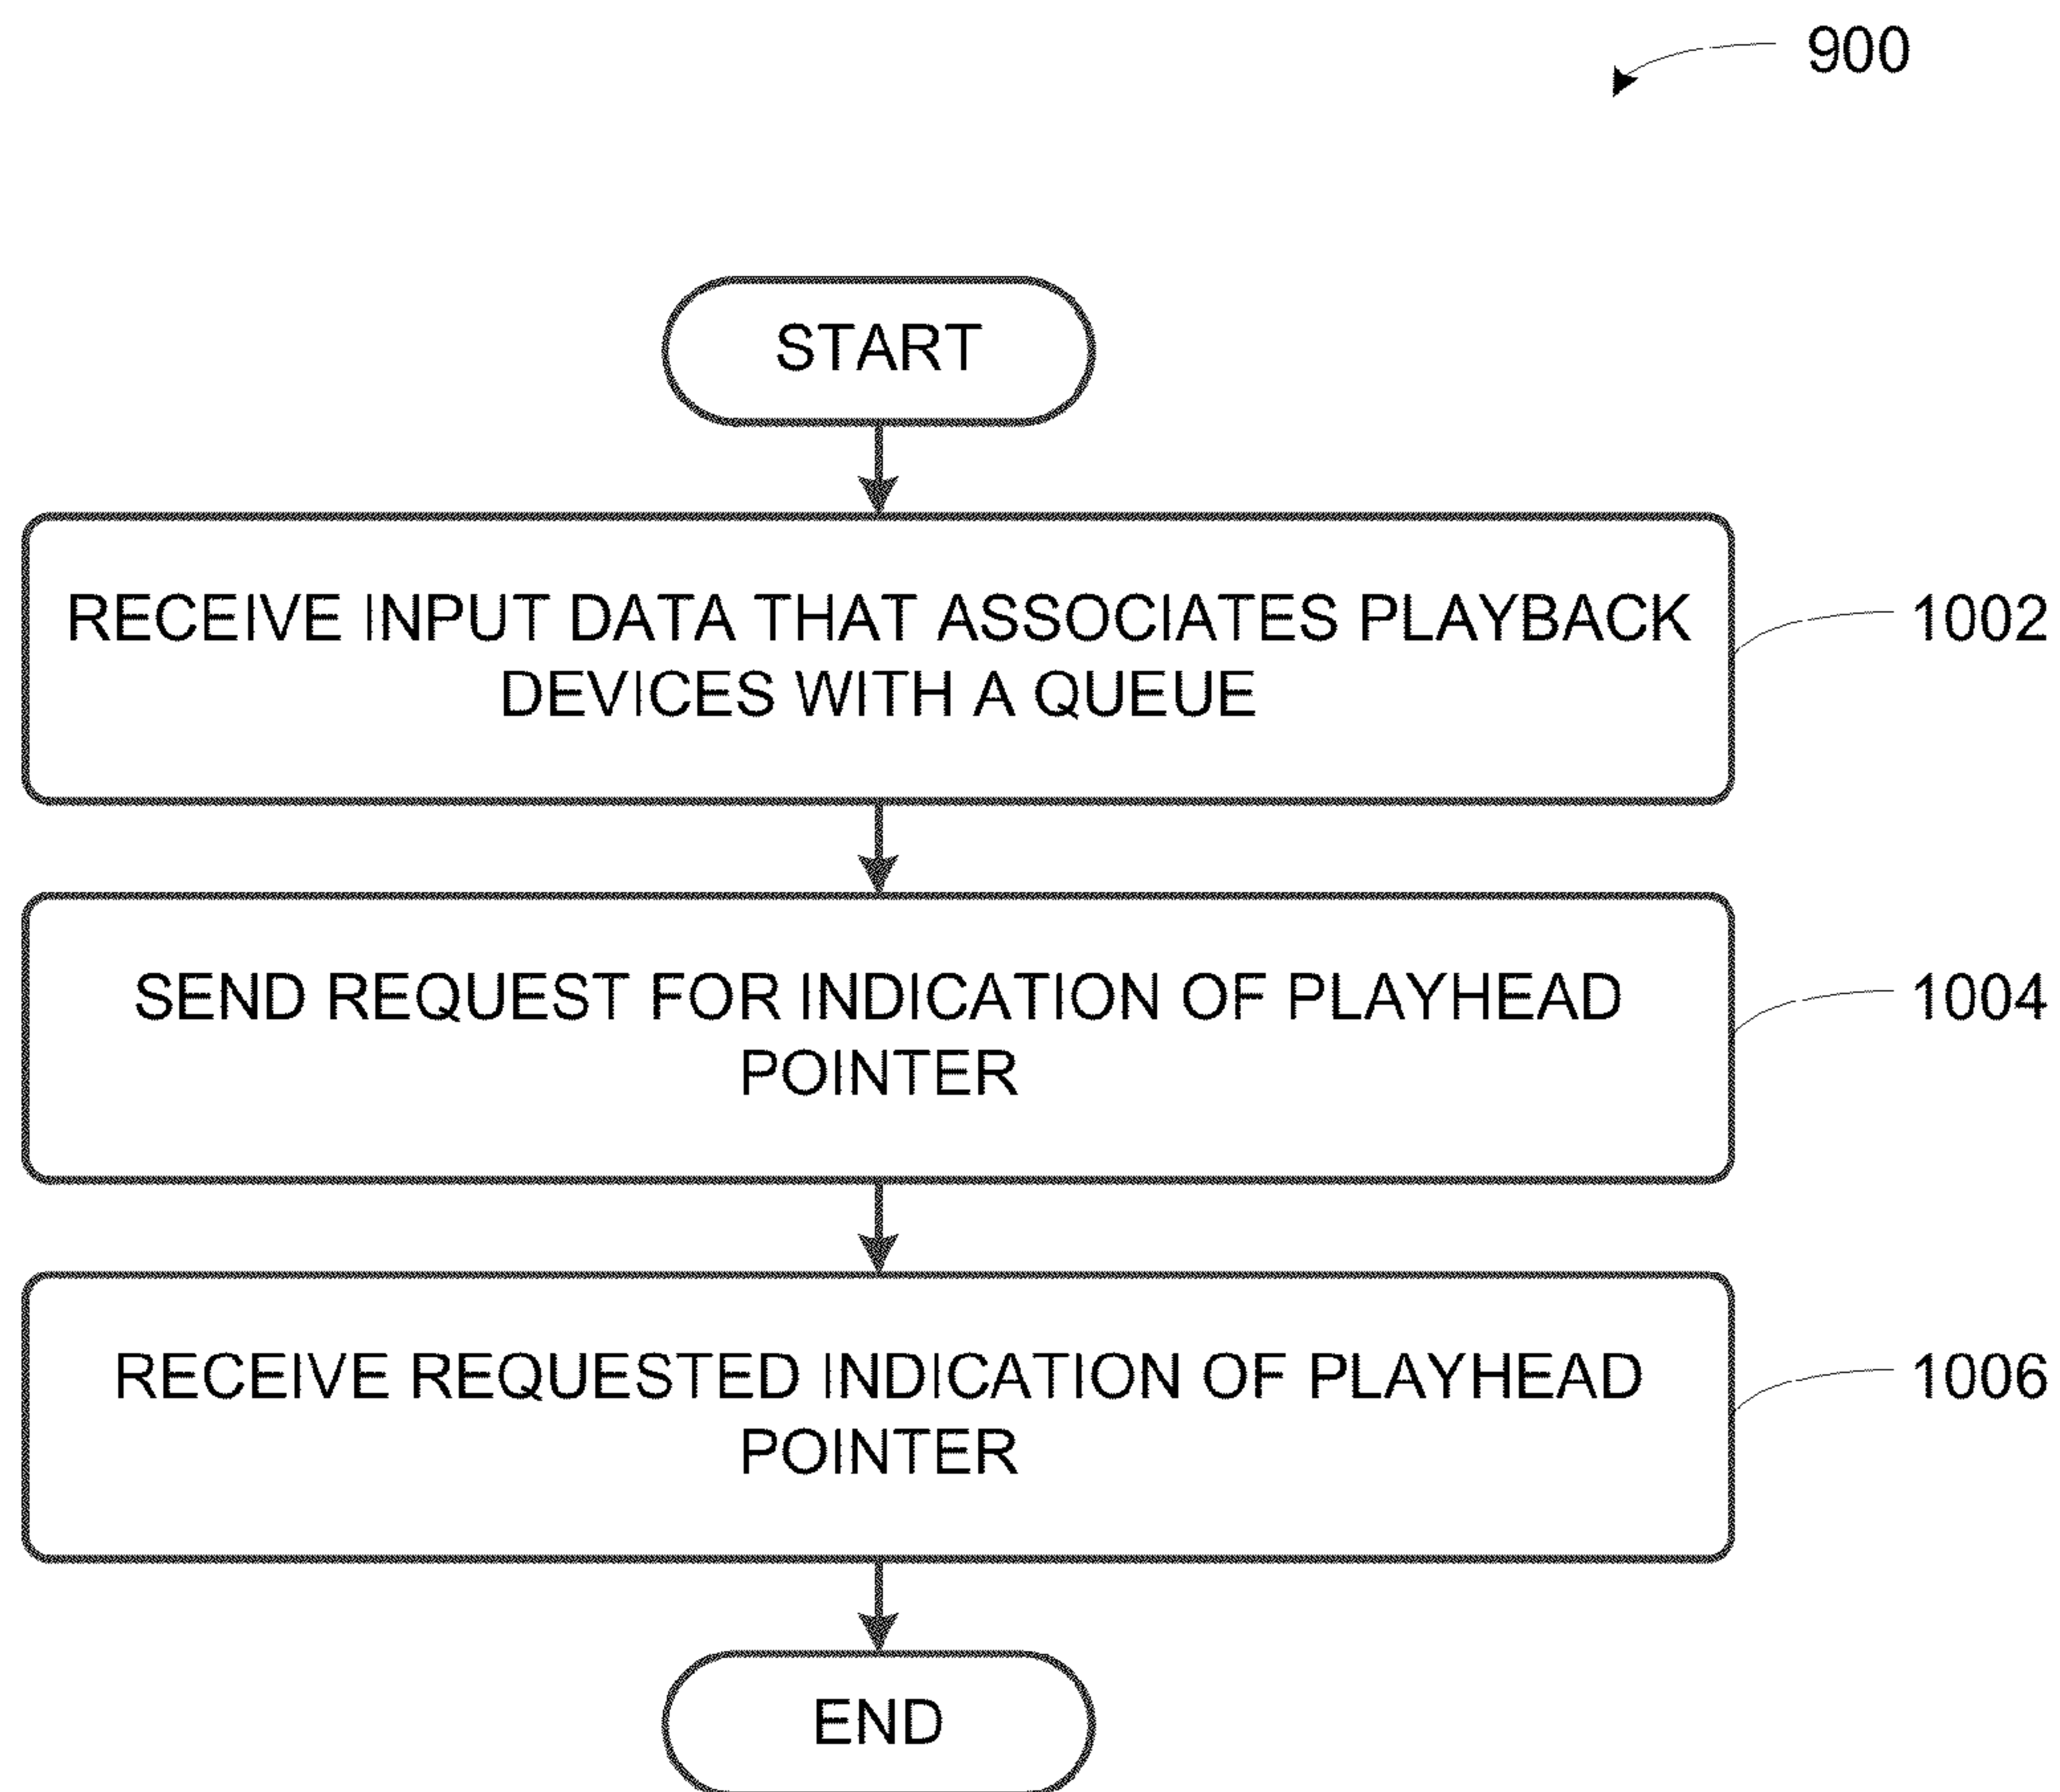 900
START
RECEIVE INPUT DATA THAT ASSOCIATES PLAYBACK
DEVICES WITH A QUEUE
1002
SEND REQUEST FOR INDICATION OF PLAYHEAD
POINTER
1004
RECEIVE REQUESTED INDICATION OF PLAYHEAD
POINTER
1006
END